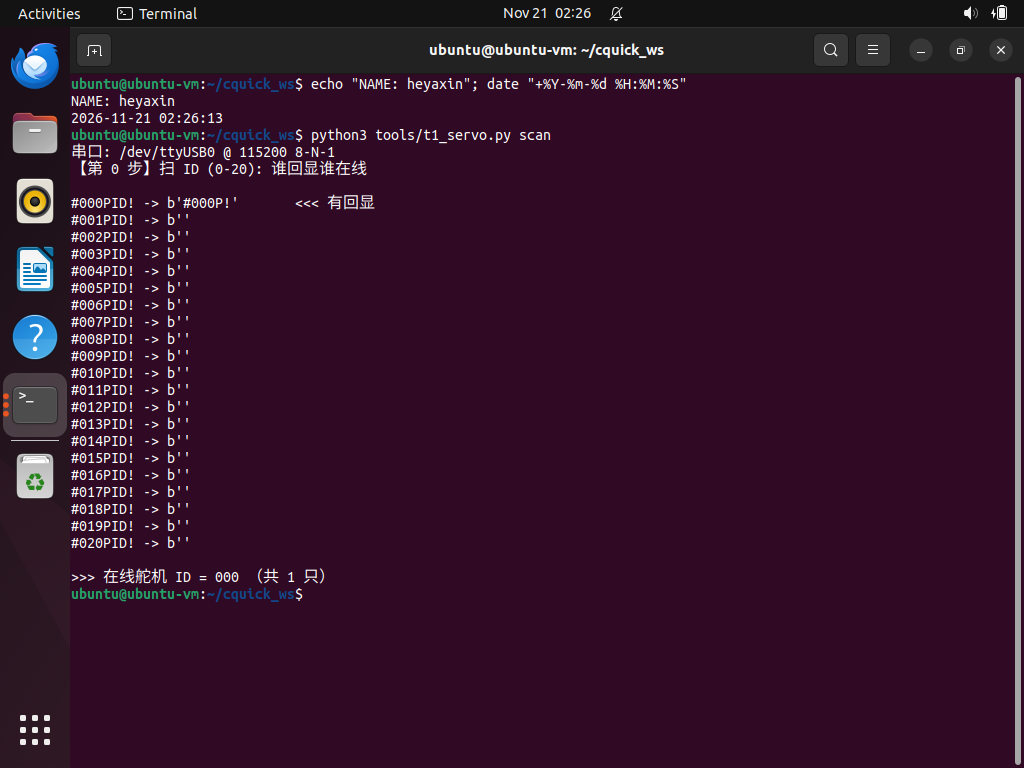 Activities
Terminal
Nov 21 02:26
ubuntu@ubuntu-vm: ~/cquick_ws
ubuntu@ubuntu-vm:~/cquick_ws$ echo "NAME: heyaxin"; date "+%Y-%m-%d %H:%M:%S"
NAME: heyaxin
2026-11-21 02:26:13
ubuntu@ubuntu-vm:~/cquick_ws$ python3 tools/t1_servo.py scan
串口: /dev/ttyUSB0 @ 115200 8-N-1
【第 0 步】扫 ID (0-20): 谁回显谁在线
#000PID! -> b'#000P!'       <<< 有回显
#001PID! -> b''
#002PID! -> b''
#003PID! -> b''
#004PID! -> b''
#005PID! -> b''
#006PID! -> b''
#007PID! -> b''
#008PID! -> b''
#009PID! -> b''
#010PID! -> b''
#011PID! -> b''
#012PID! -> b''
#013PID! -> b''
#014PID! -> b''
#015PID! -> b''
#016PID! -> b''
#017PID! -> b''
#018PID! -> b''
#019PID! -> b''
#020PID! -> b''
>>> 在线舵机 ID = 000 （共 1 只）
ubuntu@ubuntu-vm:~/cquick_ws$